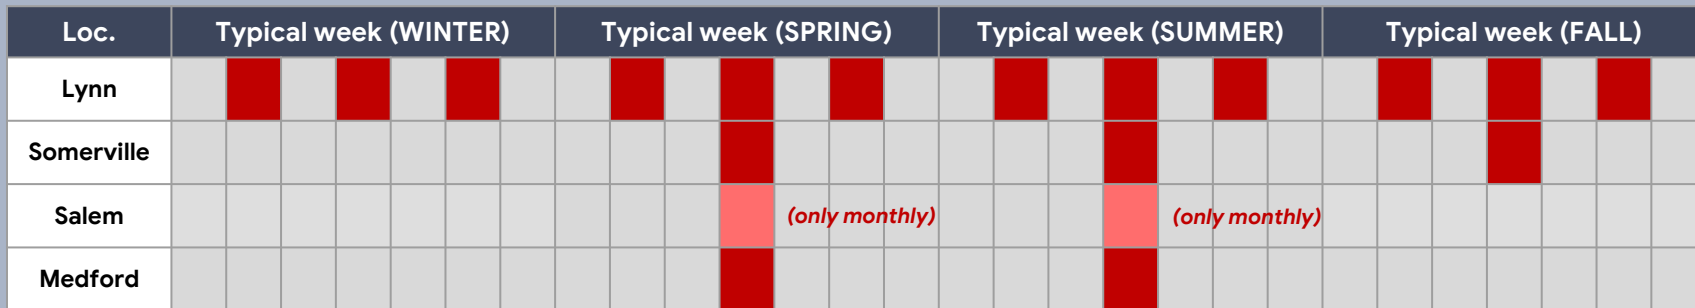 Loc. Typical week (WINTER) Typical week (SPRING) Typical week (SUMMER) Typical week (FALL)
Lynn
Somerville
Salem (only monthly) (only monthly)
Medford